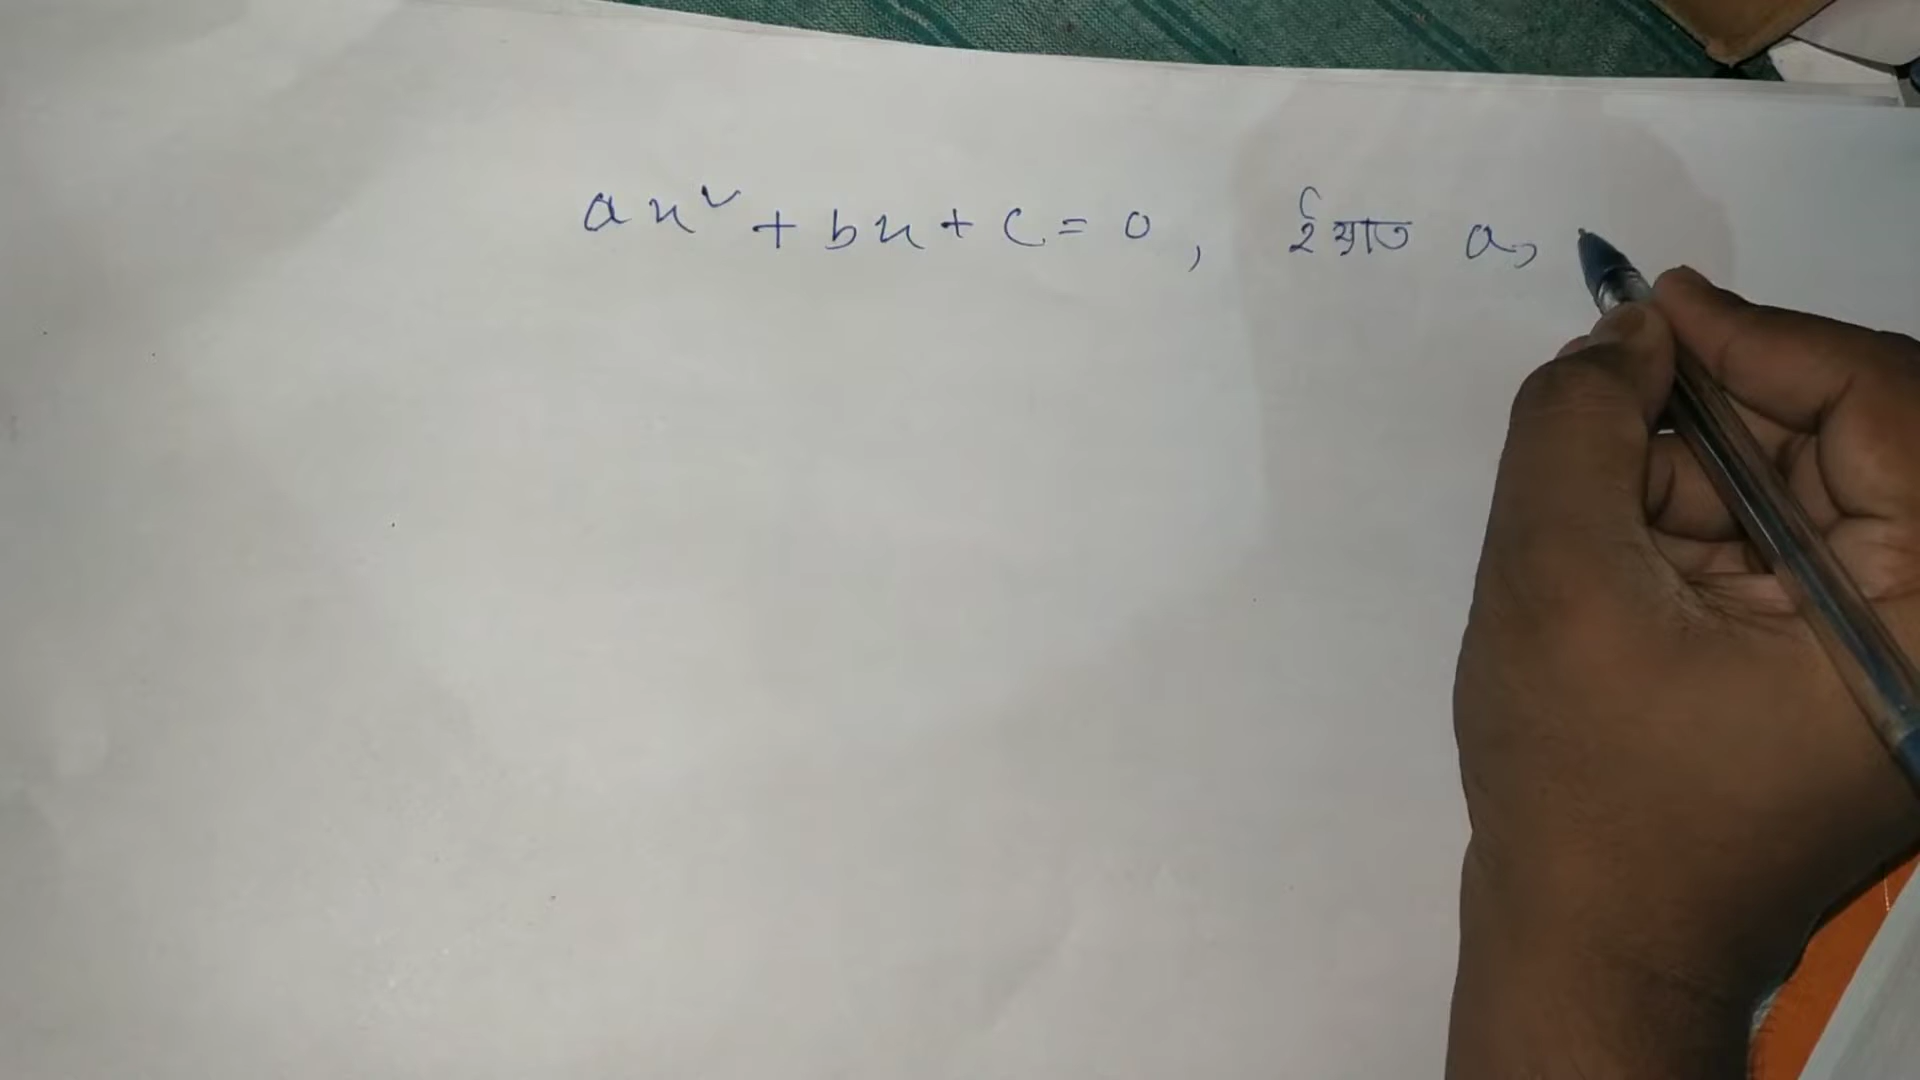 ax² + bx + c = 0, ইয়াত a,